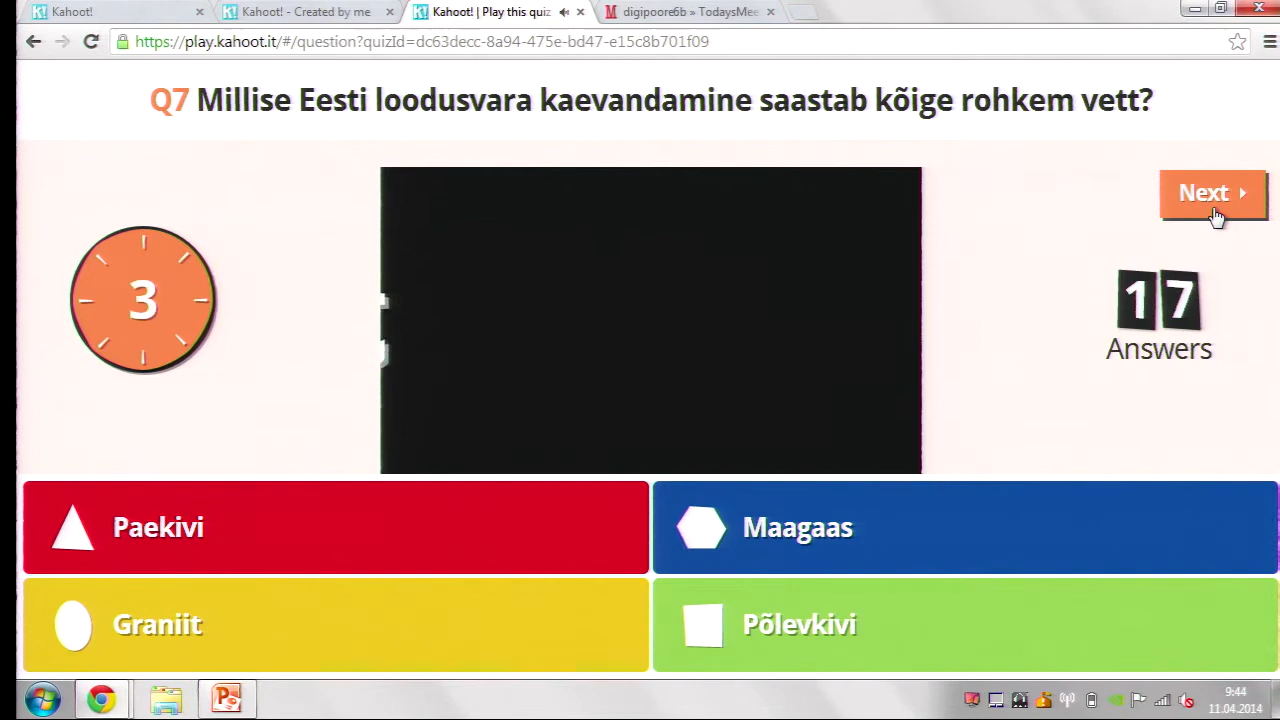 Kahoot!
Kahoot! - Created by me
Kahoot! | Play this quiz
digipoore6b » TodaysMee
https://play.kahoot.it/#/question?quizId=dc63decc-8a94-475e-bd47-e15c8b701f09
Q7 Millise Eesti loodusvara kaevandamine saastab kõige rohkem vett?
Next
3
17
Answers
Paekivi
Maagaas
Graniit
Põlevkivi
9:44
11.04.2014